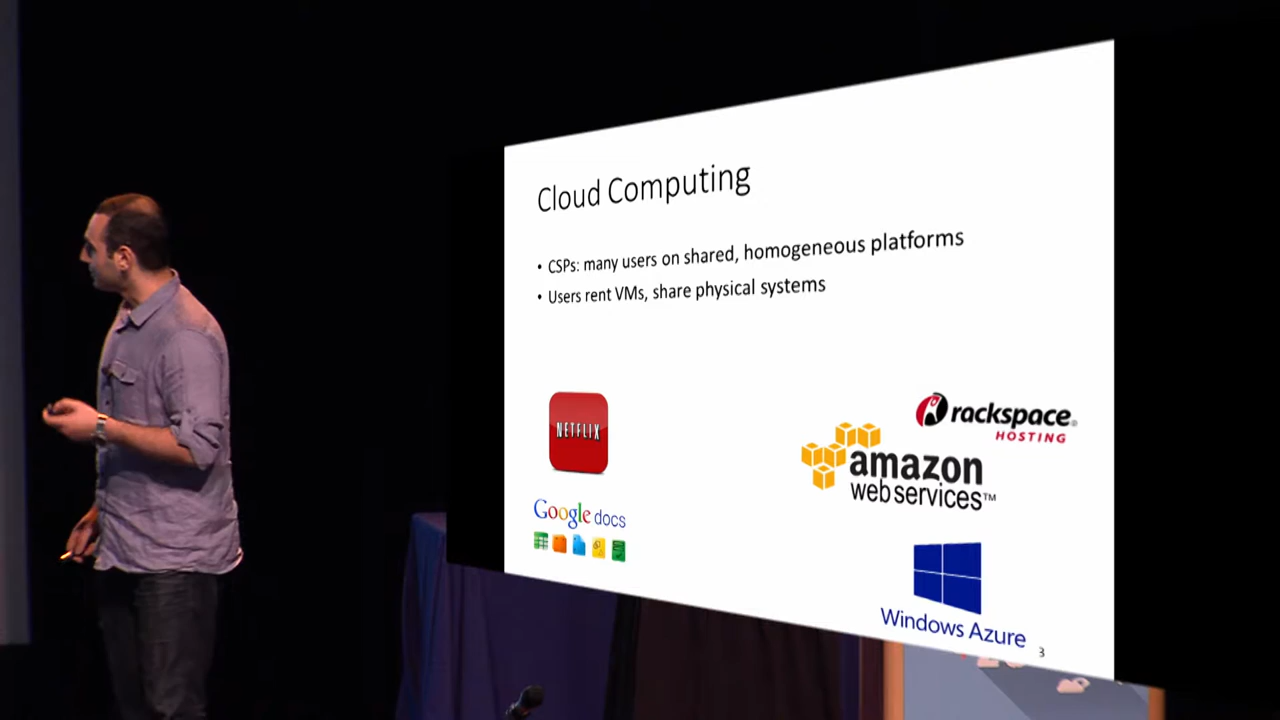 Cloud Computing
• CSPs: many users on shared, homogeneous platforms
• Users rent VMs, share physical systems
NETFLIX
Google docs
rackspace®
HOSTING
amazon
web services™
Windows Azure
3